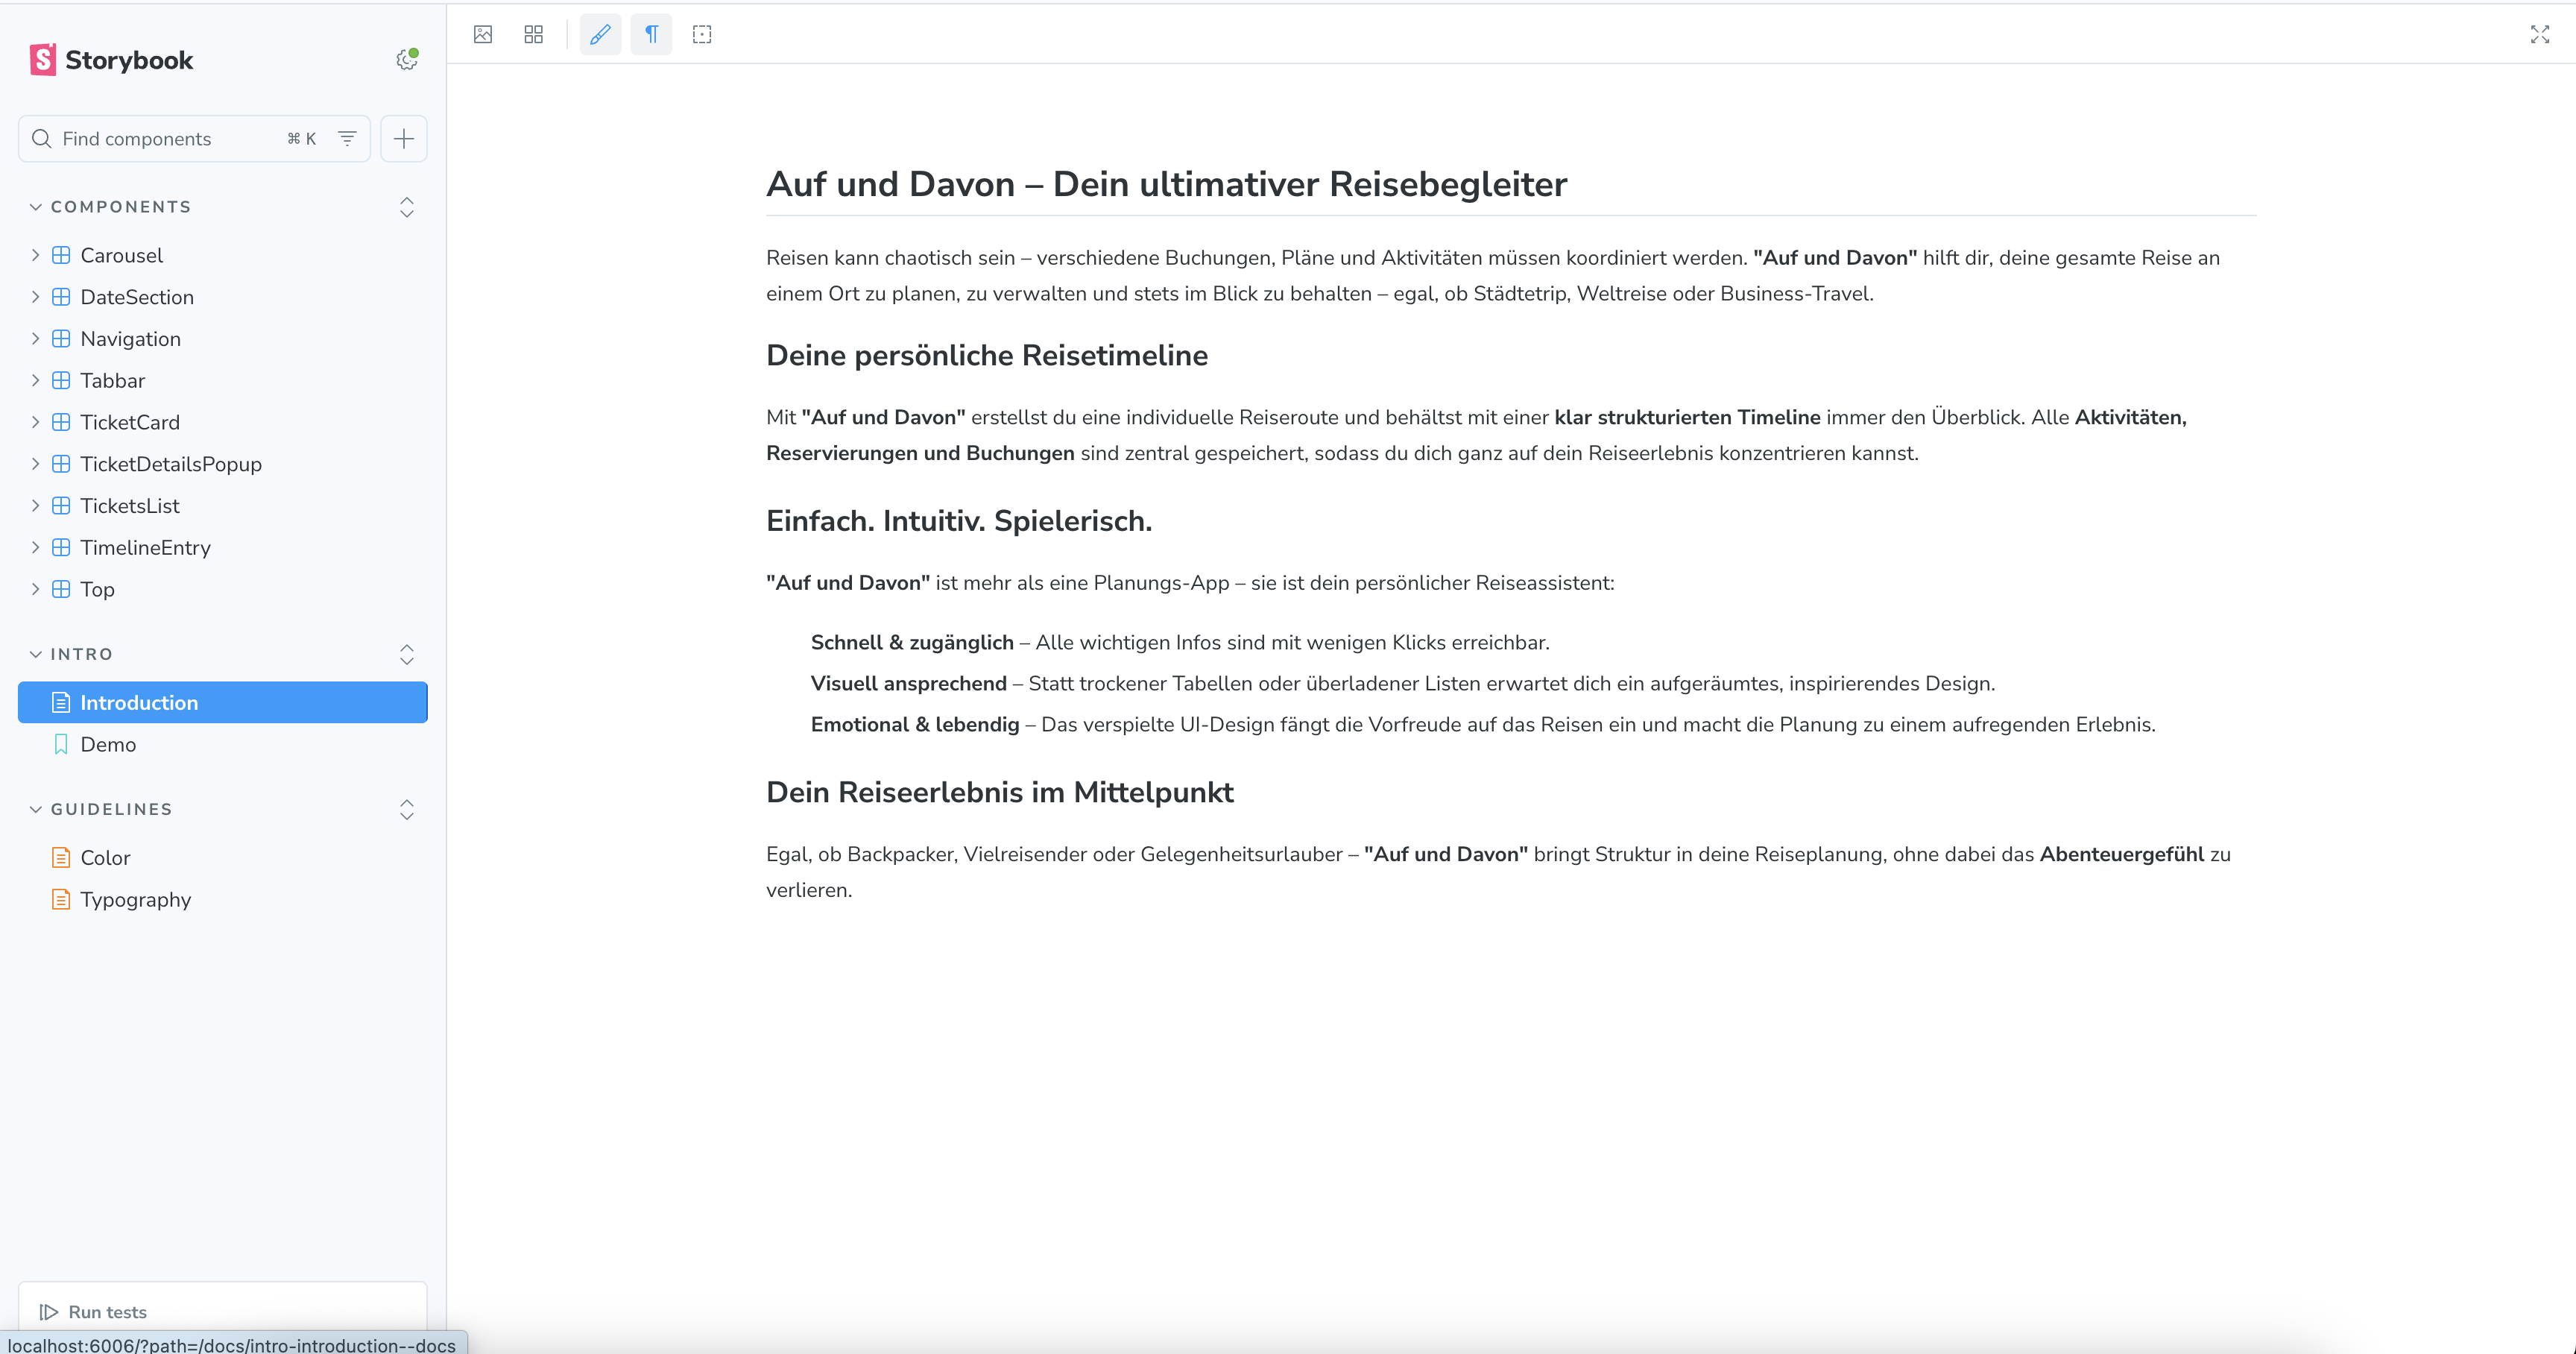 Storybook
Find components
⌘ K
COMPONENTS
Carousel
DateSection
Navigation
Tabbar
TicketCard
TicketDetailsPopup
TicketsList
TimelineEntry
Top
INTRO
Introduction
Demo
GUIDELINES
Color
Typography
Run tests
localhost:6006/?path=/docs/intro-introduction--docs
¶
Auf und Davon – Dein ultimativer Reisebegleiter
Reisen kann chaotisch sein – verschiedene Buchungen, Pläne und Aktivitäten müssen koordiniert werden. "Auf und Davon" hilft dir, deine gesamte Reise an
einem Ort zu planen, zu verwalten und stets im Blick zu behalten – egal, ob Städtetrip, Weltreise oder Business-Travel.
Deine persönliche Reisetimeline
Mit "Auf und Davon" erstellst du eine individuelle Reiseroute und behältst mit einer klar strukturierten Timeline immer den Überblick. Alle Aktivitäten,
Reservierungen und Buchungen sind zentral gespeichert, sodass du dich ganz auf dein Reiseerlebnis konzentrieren kannst.
Einfach. Intuitiv. Spielerisch.
"Auf und Davon" ist mehr als eine Planungs-App – sie ist dein persönlicher Reiseassistent:
Schnell & zugänglich – Alle wichtigen Infos sind mit wenigen Klicks erreichbar.
Visuell ansprechend – Statt trockener Tabellen oder überladener Listen erwartet dich ein aufgeräumtes, inspirierendes Design.
Emotional & lebendig – Das verspielte UI-Design fängt die Vorfreude auf das Reisen ein und macht die Planung zu einem aufregenden Erlebnis.
Dein Reiseerlebnis im Mittelpunkt
Egal, ob Backpacker, Vielreisender oder Gelegenheitsurlauber – "Auf und Davon" bringt Struktur in deine Reiseplanung, ohne dabei das Abenteuergefühl zu
verlieren.